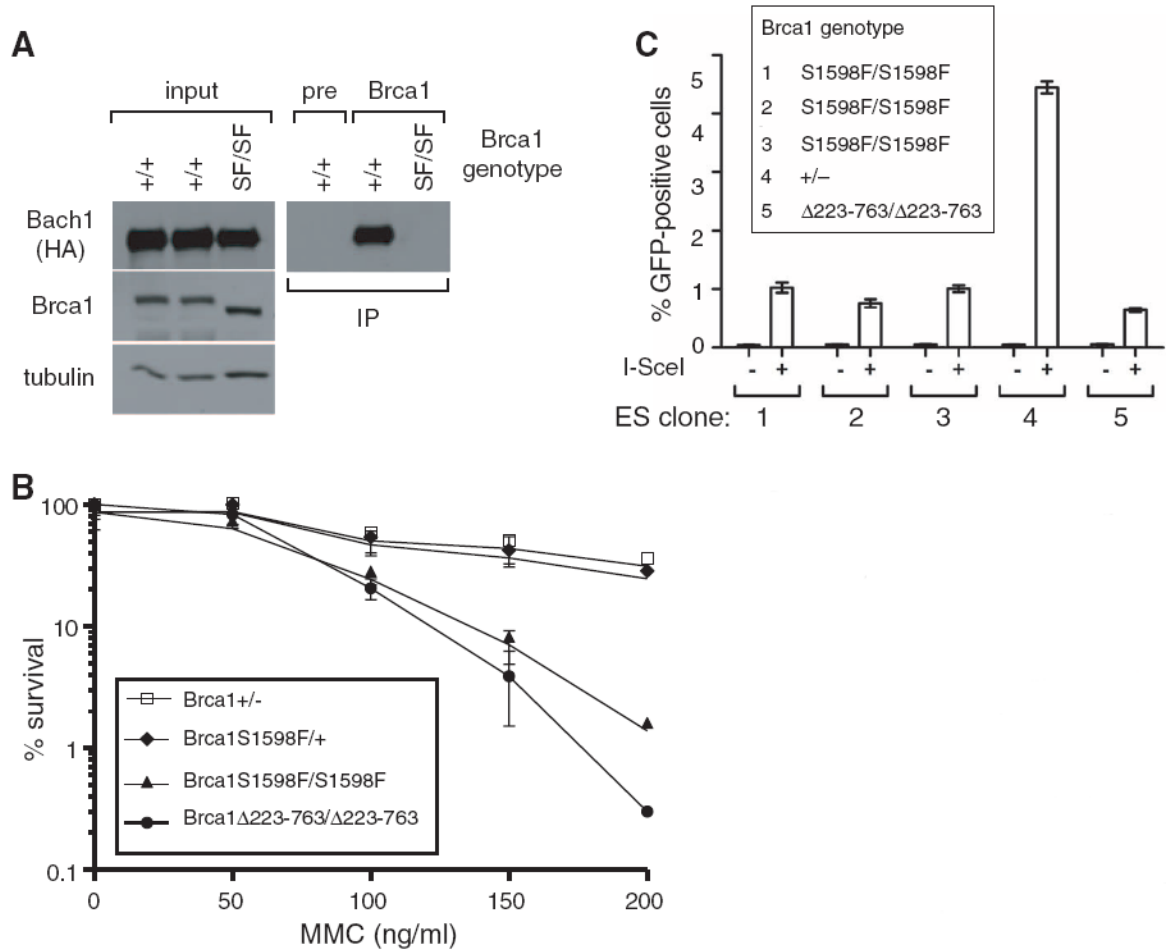 A
input
pre
Brca1
+/+
+/+
SF/SF
+/+
+/+
SF/SF
Brca1
genotype
Bach1
(HA)
Brca1
tubulin
IP
C
Brca1 genotype
1 S1598F/S1598F
2 S1598F/S1598F
3 S1598F/S1598F
4 +/–
5 Δ223-763/Δ223-763
% GFP-positive cells
5
4
3
2
1
0
I-SceI - + - + - + - + - +
ES clone: 1 2 3 4 5
B
% survival
100
10
1
0.1
Brca1+/-
Brca1S1598F/+
Brca1S1598F/S1598F
Brca1Δ223-763/Δ223-763
0 50 100 150 200
MMC (ng/ml)